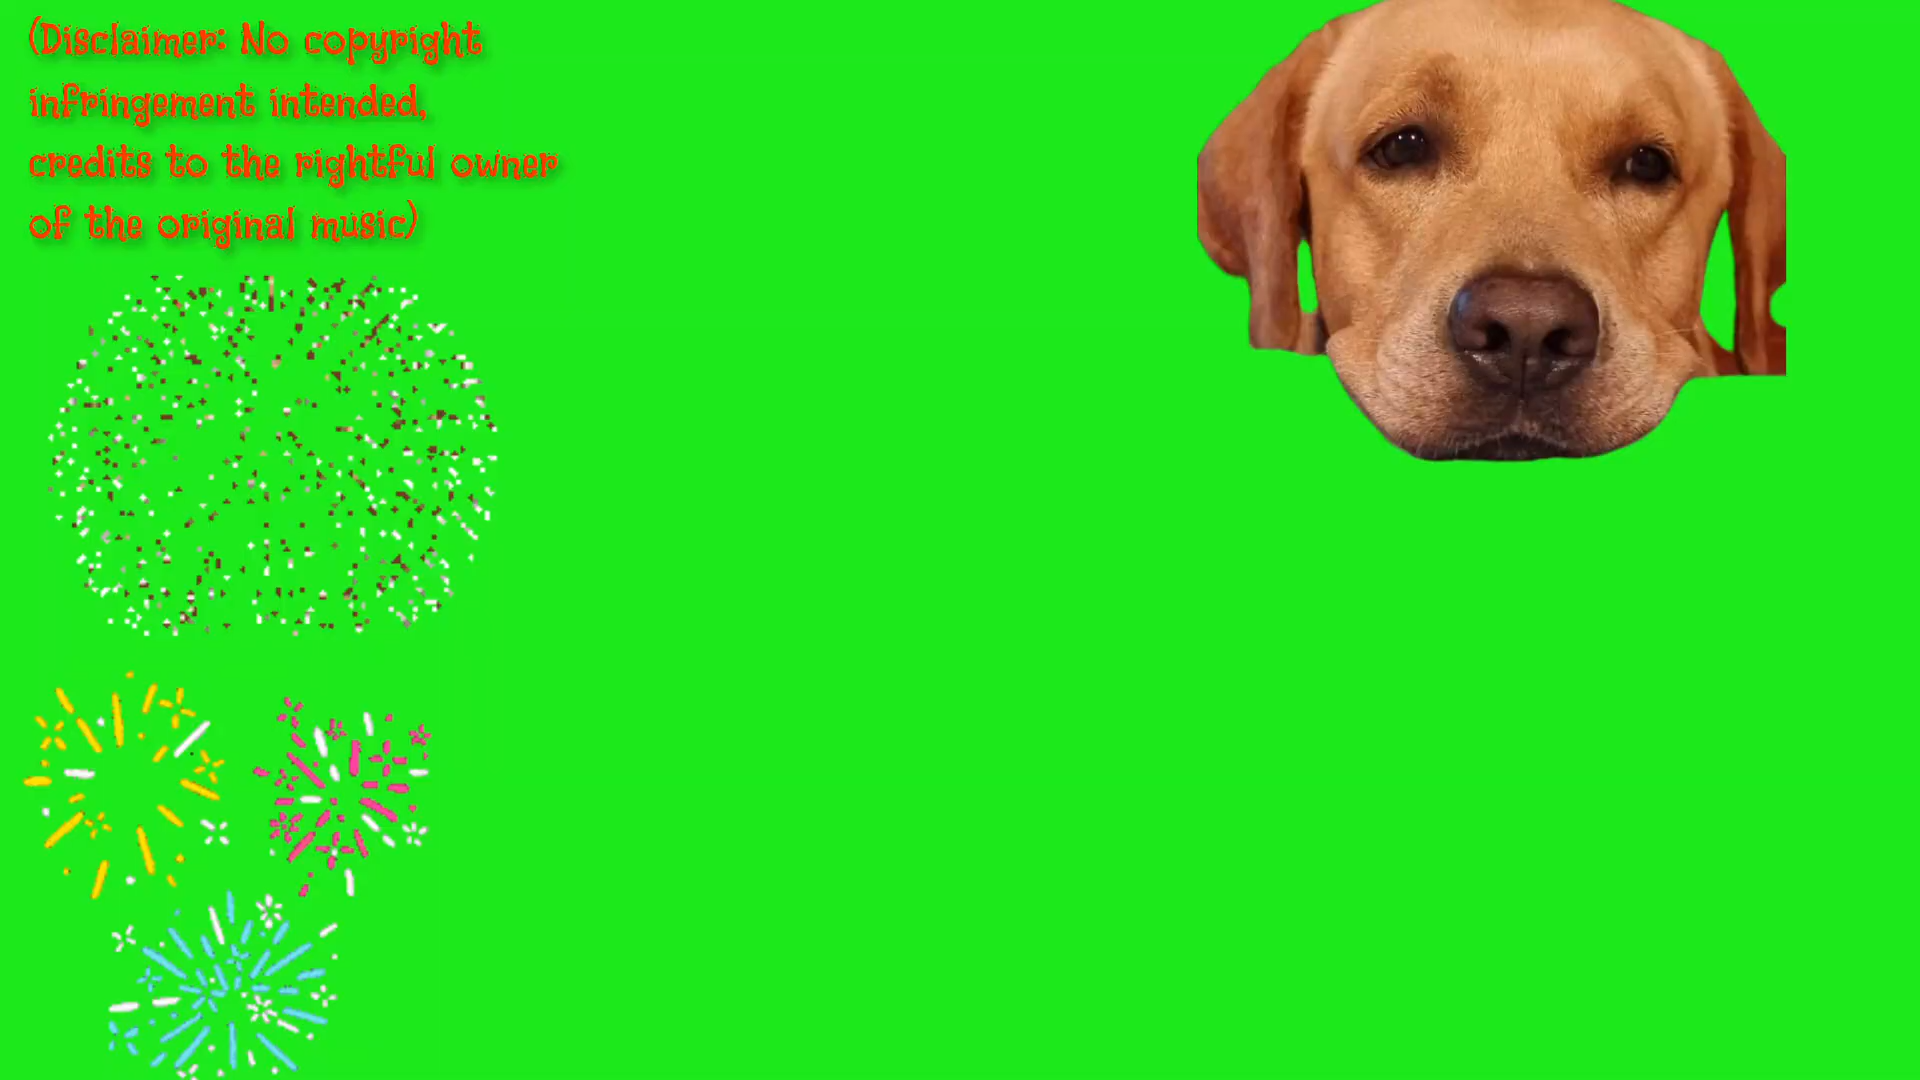 (Disclaimer: No copyright
infringement intended,
credits to the rightful owner
of the original music)